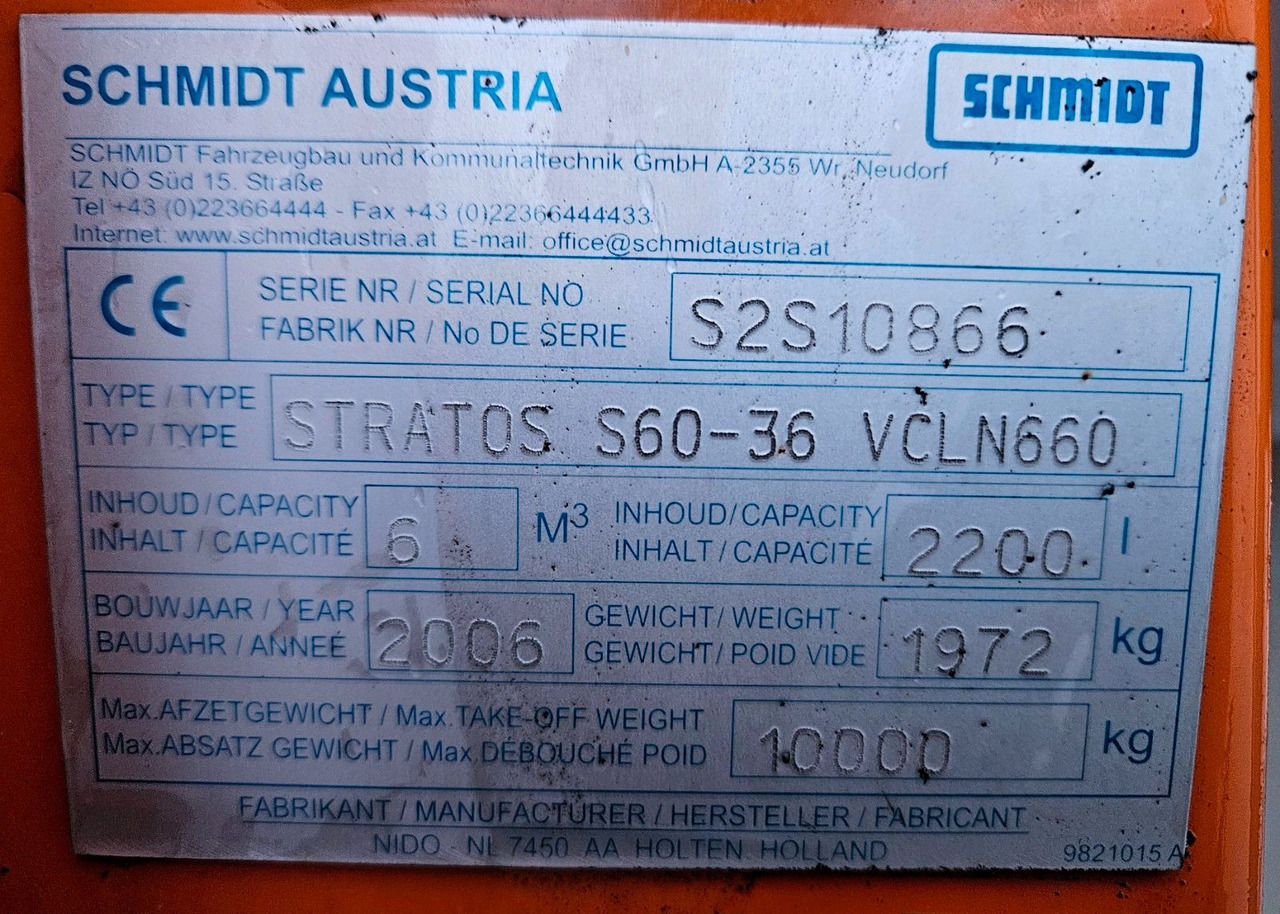 SCHMIDT AUSTRIA
SCHMIDT
SCHMIDT Fahrzeugbau und Kommunaltechnik GmbH A-2355 Wr. Neudorf
IZ NÖ Süd 15. Straße
Tel +43 (0)223664444 - Fax +43 (0)22366444433
Internet: www.schmidtaustria.at E-mail: office@schmidtaustria.at
CE
SERIE NR / SERIAL NO
FABRIK NR / No DE SERIE
S2S10866
TYPE / TYPE
TYP / TYPE
STRATOS S60-36 VCLN660
INHOUD / CAPACITY
INHALT / CAPACITÉ
6 M³
INHOUD / CAPACITY
INHALT / CAPACITÉ
2200 l
BOUWJAAR / YEAR
BAUJAHR / ANNEÉ
2006
GEWICHT / WEIGHT
GEWICHT / POID VIDE
1972 kg
Max.AFZETGEWICHT / Max.TAKE-OFF WEIGHT
Max.ABSATZ GEWICHT / Max.DEBOUCHÉ POID
10000 kg
FABRIKANT / MANUFACTURER / HERSTELLER / FABRICANT
NIDO - NL 7450 AA HOLTEN HOLLAND
9821015 A